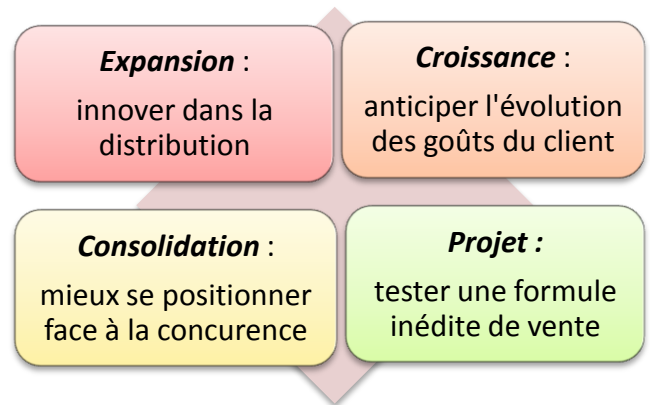 Expansion :
innover dans la
distribution
Croissance :
anticiper l'évolution
des goûts du client
Consolidation :
mieux se positionner
face à la concurence
Projet :
tester une formule
inédite de vente